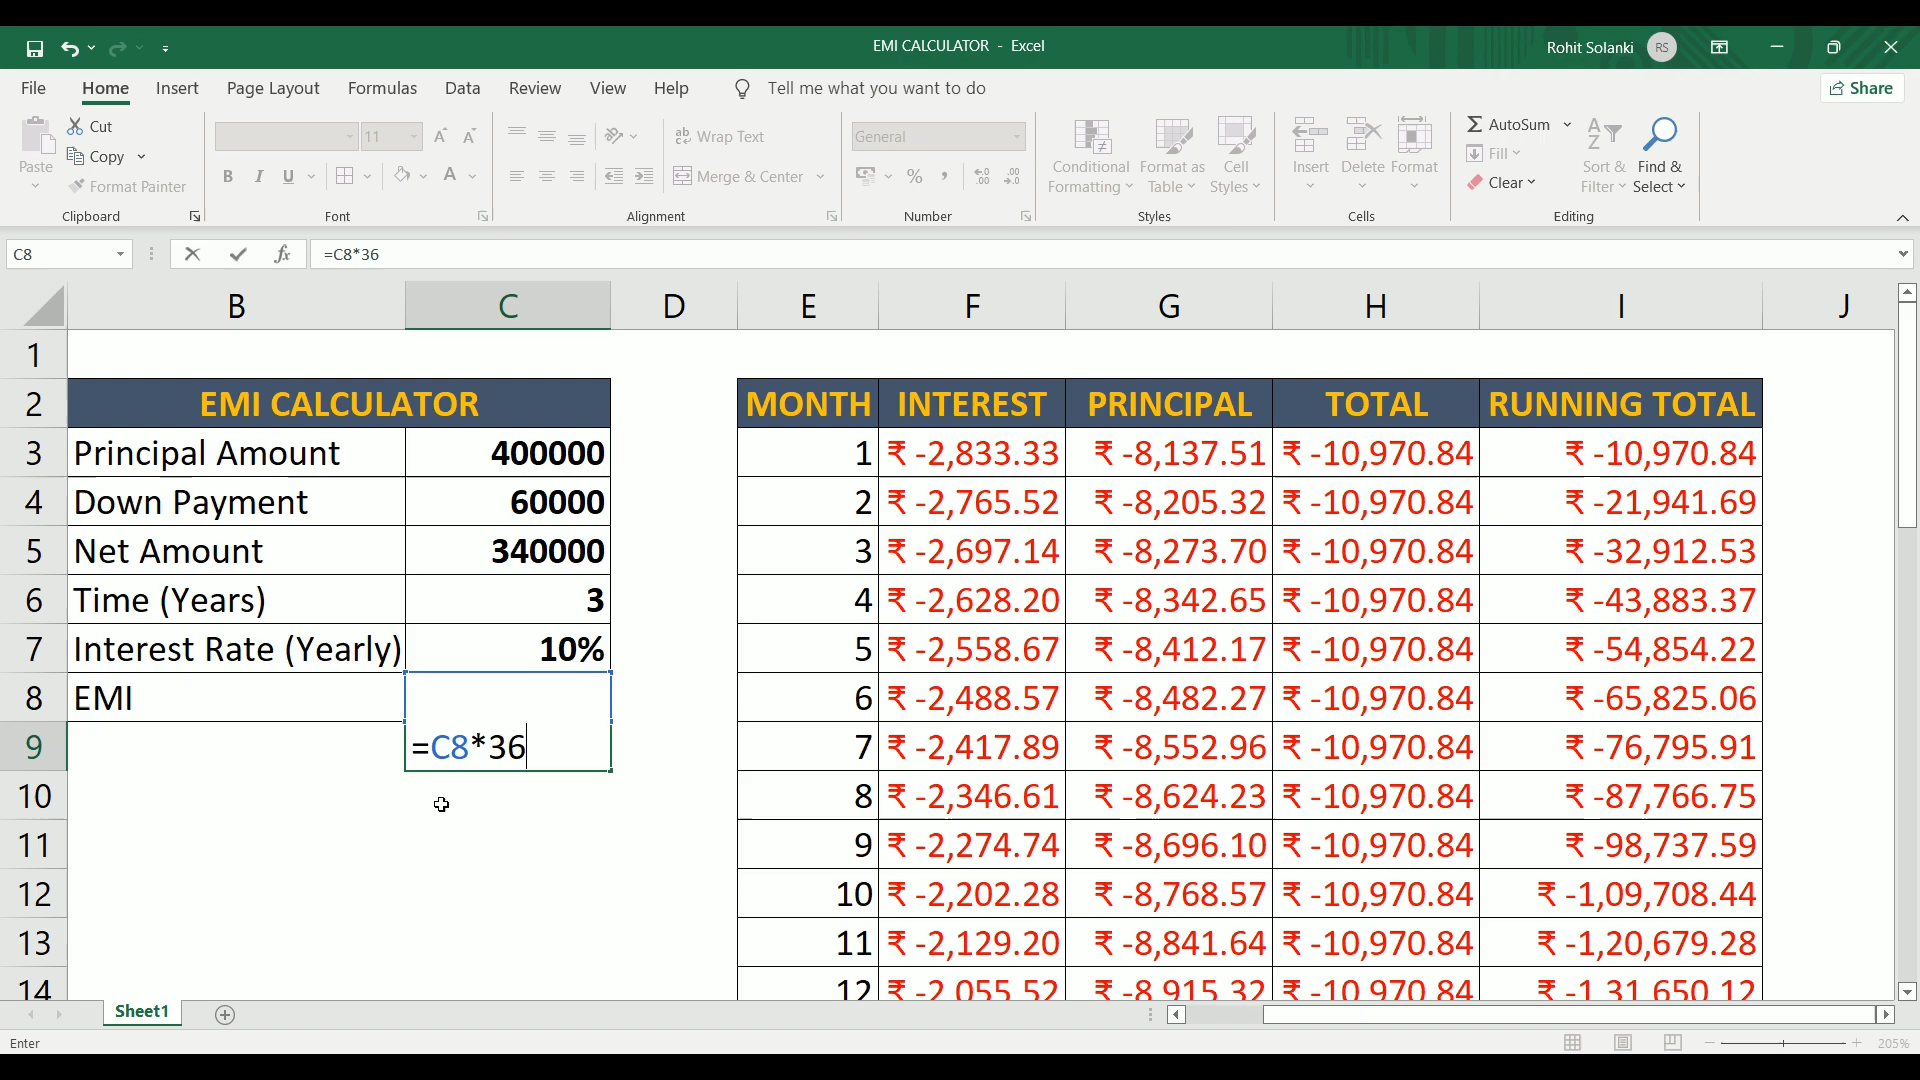 EMI CALCULATOR - Excel
Rohit Solanki RS
File Home Insert Page Layout Formulas Data Review View Help Tell me what you want to do Share
Paste
Cut
Copy
Format Painter
Clipboard
11
B I U
Font
Wrap Text
Merge & Center
Alignment
General
Number
Conditional Formatting
Format as Table
Cell Styles
Styles
Insert Delete Format
Cells
AutoSum
Fill
Clear
Sort & Filter
Find & Select
Editing
C8 fx =C8*36
B C D E F G H I J
1
2 EMI CALCULATOR MONTH INTEREST PRINCIPAL TOTAL RUNNING TOTAL
3 Principal Amount 400000 1 ₹ -2,833.33 ₹ -8,137.51 ₹ -10,970.84 ₹ -10,970.84
4 Down Payment 60000 2 ₹ -2,765.52 ₹ -8,205.32 ₹ -10,970.84 ₹ -21,941.69
5 Net Amount 340000 3 ₹ -2,697.14 ₹ -8,273.70 ₹ -10,970.84 ₹ -32,912.53
6 Time (Years) 3 4 ₹ -2,628.20 ₹ -8,342.65 ₹ -10,970.84 ₹ -43,883.37
7 Interest Rate (Yearly) 10% 5 ₹ -2,558.67 ₹ -8,412.17 ₹ -10,970.84 ₹ -54,854.22
8 EMI 6 ₹ -2,488.57 ₹ -8,482.27 ₹ -10,970.84 ₹ -65,825.06
9 =C8*36 7 ₹ -2,417.89 ₹ -8,552.96 ₹ -10,970.84 ₹ -76,795.91
10 8 ₹ -2,346.61 ₹ -8,624.23 ₹ -10,970.84 ₹ -87,766.75
11 9 ₹ -2,274.74 ₹ -8,696.10 ₹ -10,970.84 ₹ -98,737.59
12 10 ₹ -2,202.28 ₹ -8,768.57 ₹ -10,970.84 ₹ -1,09,708.44
13 11 ₹ -2,129.20 ₹ -8,841.64 ₹ -10,970.84 ₹ -1,20,679.28
14 12 ₹ -2,055.52 ₹ -8,915.32 ₹ -10,970.84 ₹ -1,31,650.12
Sheet1
Enter 205%